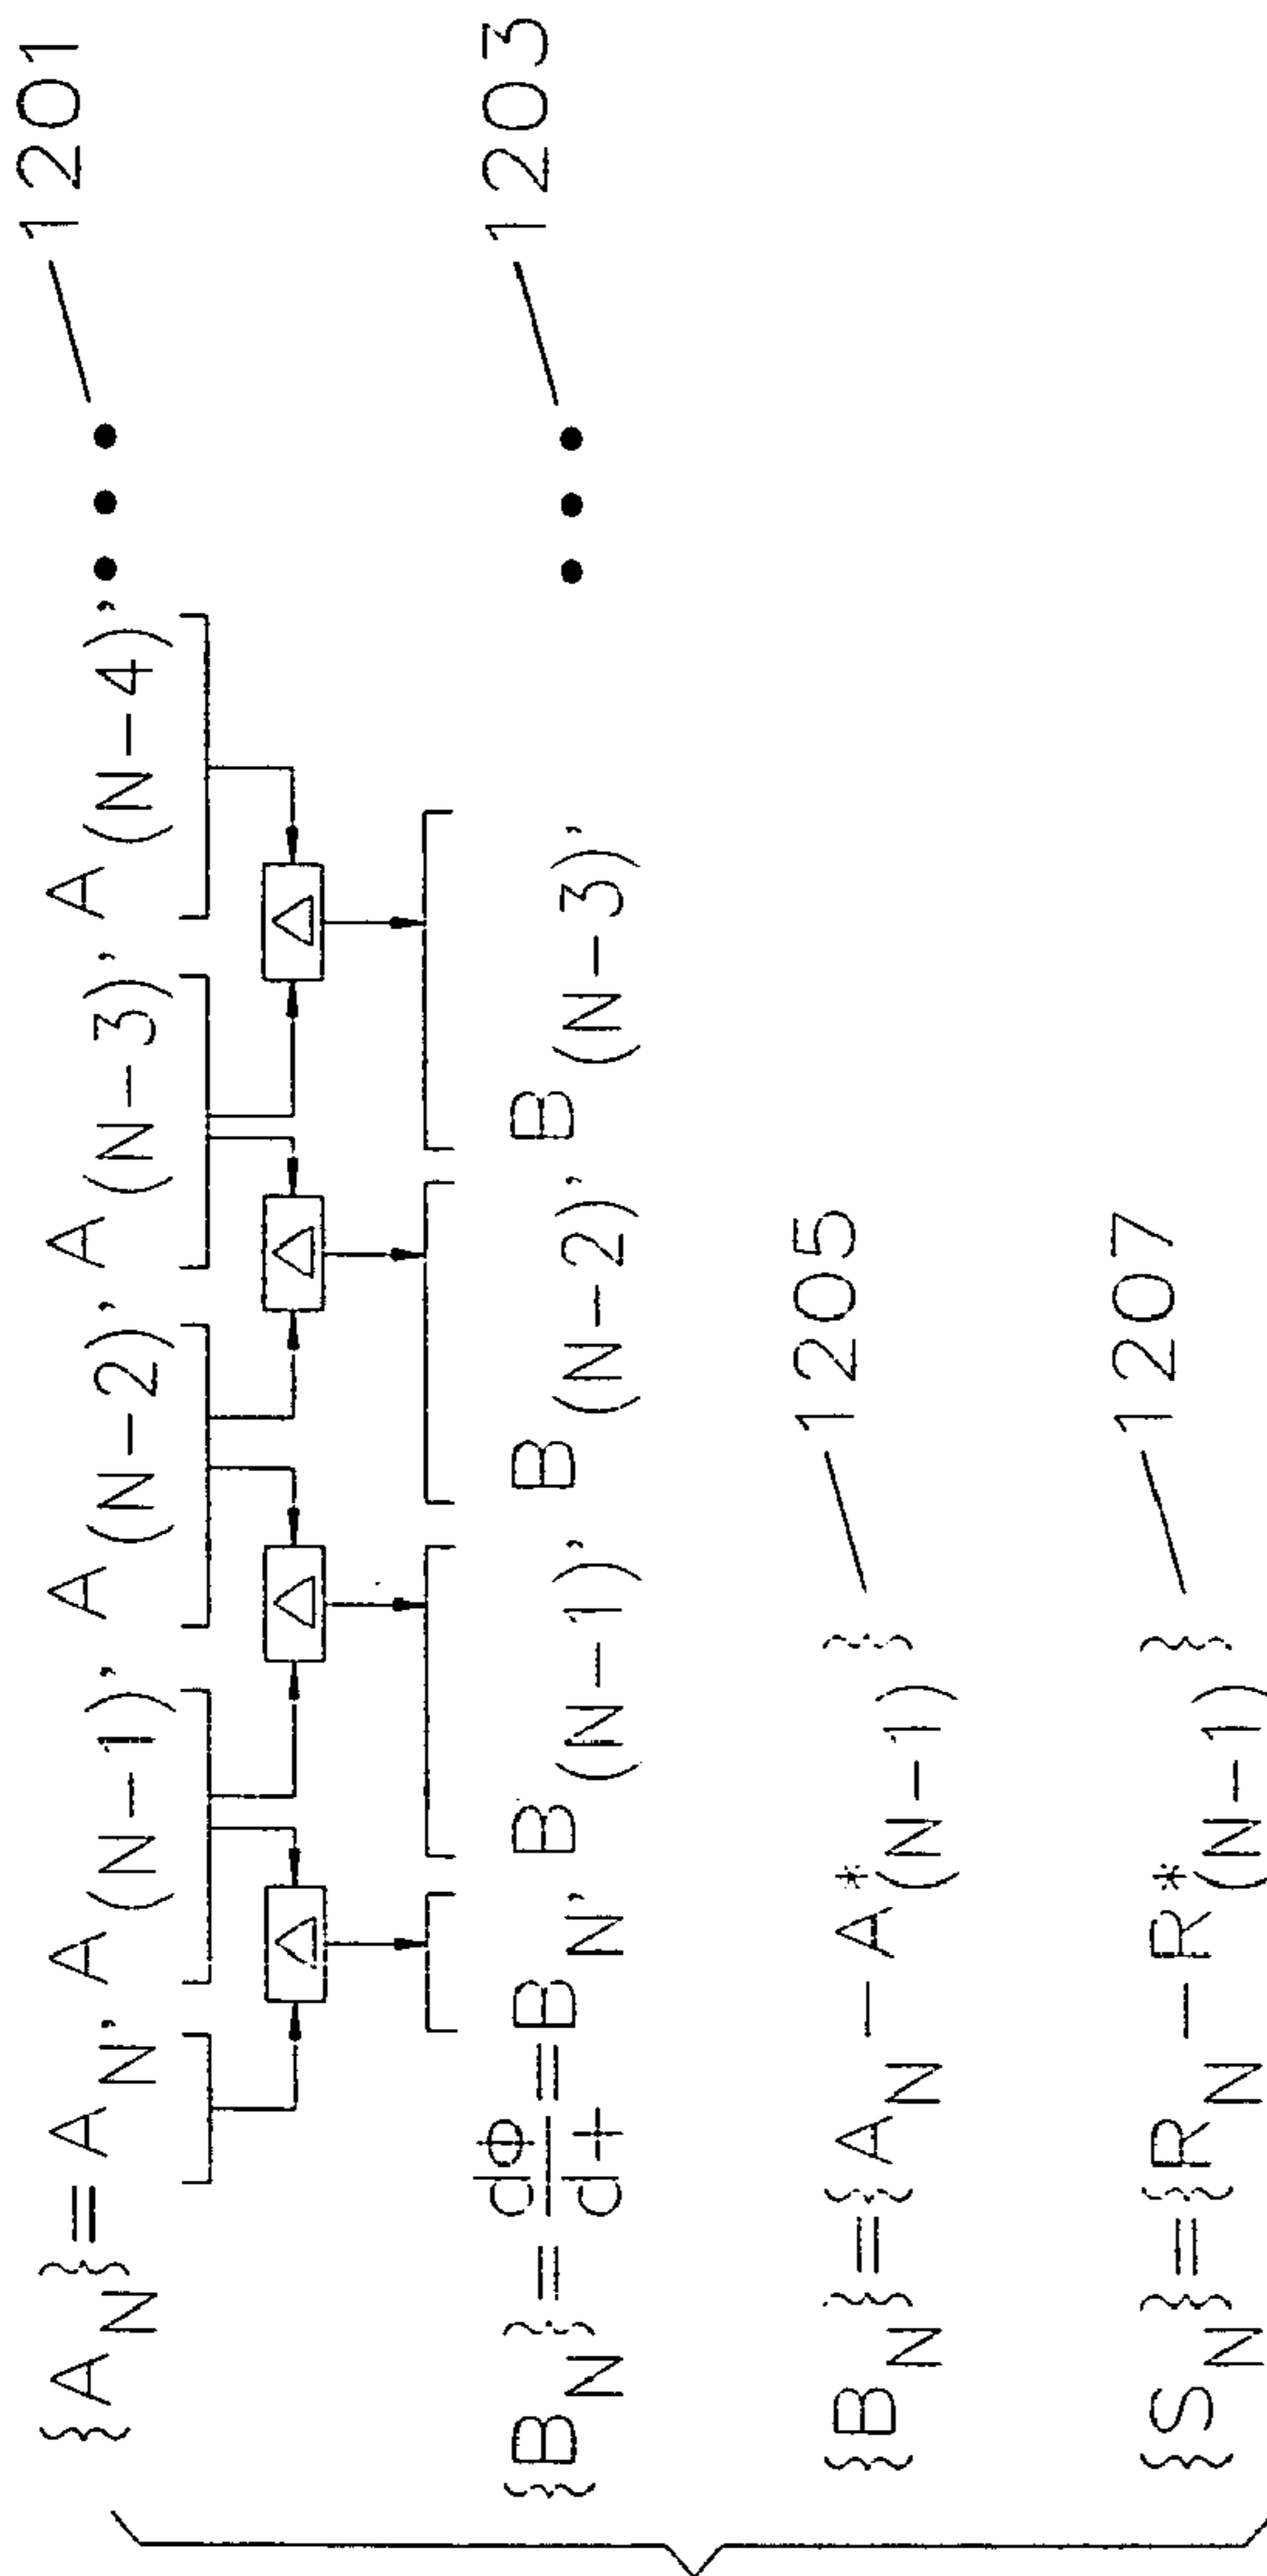 {A_N}=A_N, A_(N-1), A_(N-2), A_(N-3), A_(N-4), ••• 1201
Δ Δ Δ Δ
{B_N}=dΦ/dt=B_N, B_(N-1), B_(N-2), B_(N-3), ••• 1203
{B_N}={A_N-A*_(N-1)} 1205
{S_N}={R_N-R*_(N-1)} 1207